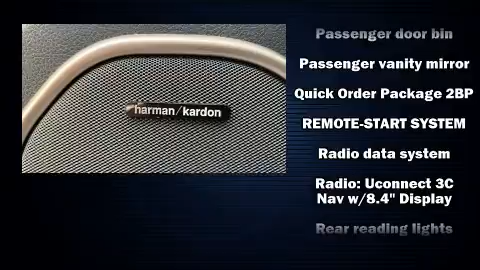 harman/kardon
Passenger door bin
Passenger vanity mirror
Quick Order Package 2BP
REMOTE-START SYSTEM
Radio data system
Radio: Uconnect 3C
Nav w/8.4" Display
Rear reading lights